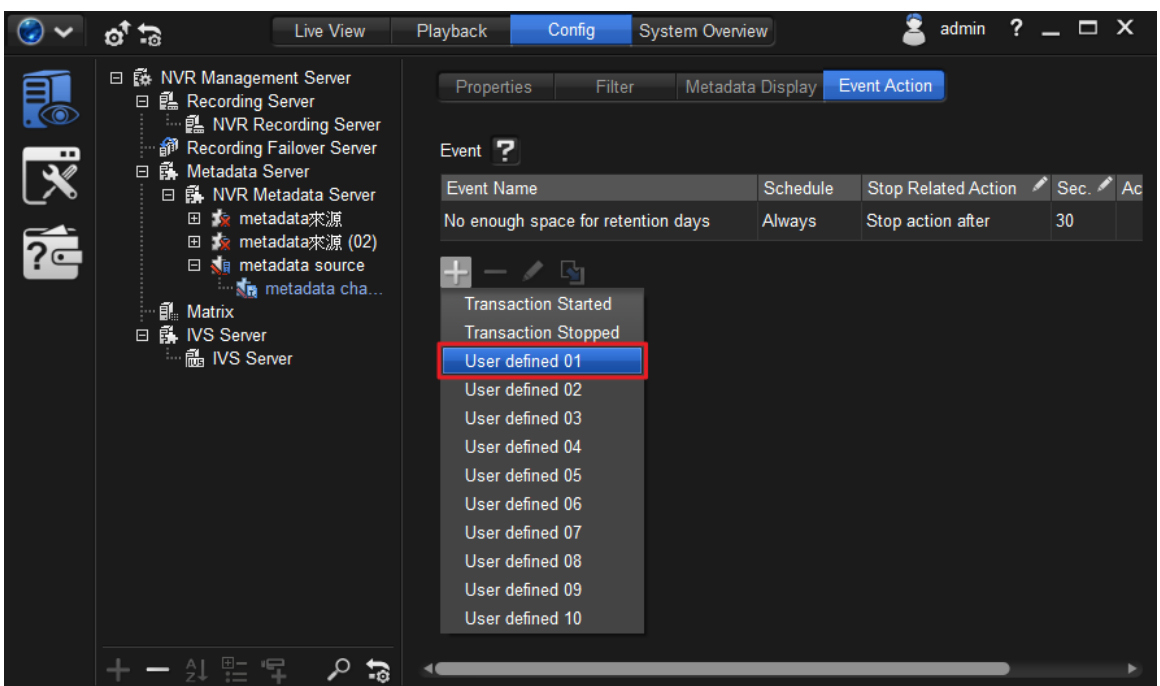 Live View Playback Config System Overview admin ?
NVR Management Server
Recording Server
NVR Recording Server
Recording Failover Server
Metadata Server
NVR Metadata Server
metadata來源
metadata來源 (02)
metadata source
metadata cha...
Matrix
IVS Server
IVS Server
Properties Filter Metadata Display Event Action
Event ?
Event Name Schedule Stop Related Action Sec. Ac
No enough space for retention days Always Stop action after 30
Transaction Started
Transaction Stopped
User defined 01
User defined 02
User defined 03
User defined 04
User defined 05
User defined 06
User defined 07
User defined 08
User defined 09
User defined 10